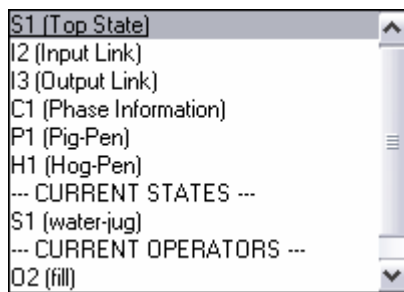 S1 (Top State)
I2 (Input Link)
I3 (Output Link)
C1 (Phase Information)
P1 (Pig-Pen)
H1 (Hog-Pen)
--- CURRENT STATES ---
S1 (water-jug)
--- CURRENT OPERATORS ---
O2 (fill)